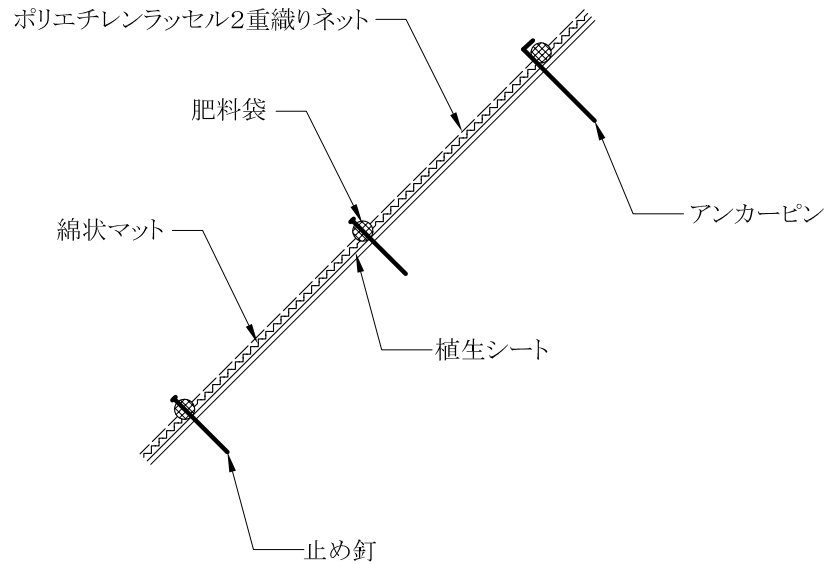 ポリエチレンラッセル2重織りネット
肥料袋
アンカーピン
綿状マット
植生シート
止め釘